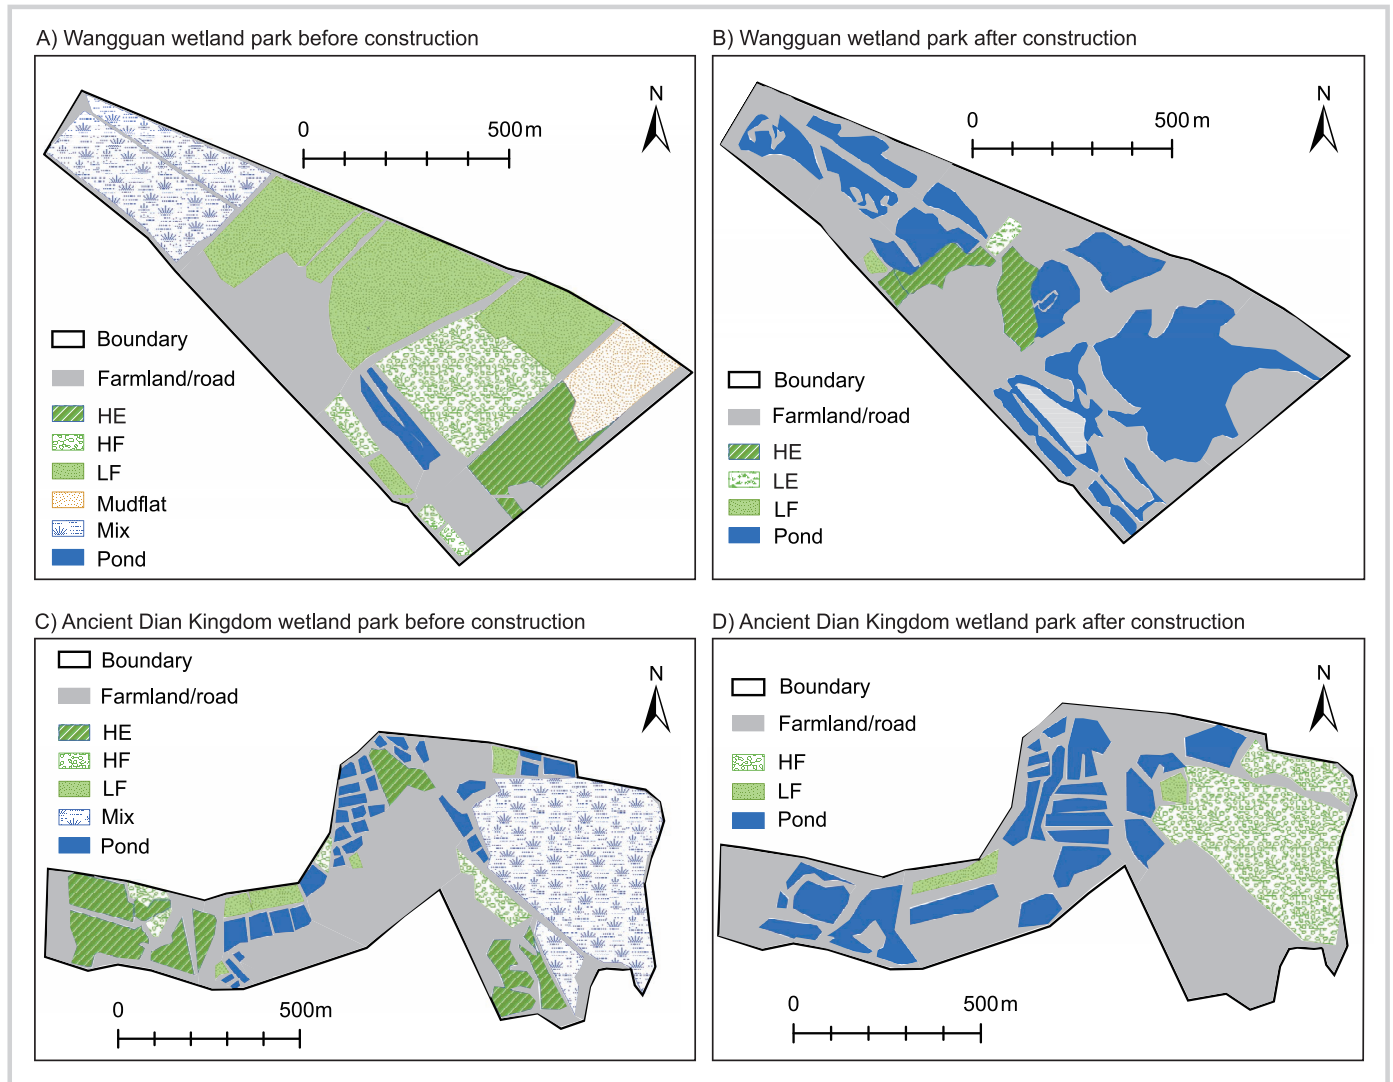 A) Wangguan wetland park before construction
N
0 500 m
Boundary
Farmland/road
HE
HF
LF
Mudflat
Mix
Pond
B) Wangguan wetland park after construction
N
0 500 m
Boundary
Farmland/road
HE
LE
LF
Pond
C) Ancient Dian Kingdom wetland park before construction
Boundary
N
Farmland/road
HE
HF
LF
Mix
Pond
0 500 m
D) Ancient Dian Kingdom wetland park after construction
N
Boundary
Farmland/road
HF
LF
Pond
0 500 m